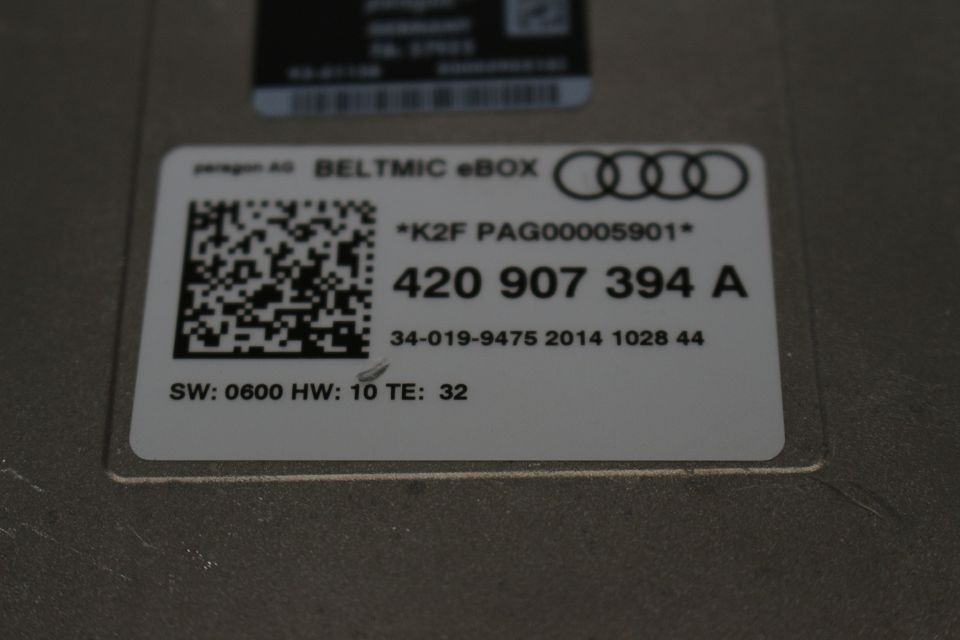 GERMANY
paragon AG BELTMIC eBOX
*K2F PAG00005901*
420 907 394 A
34-019-9475 2014 1028 44
SW: 0600 HW: 10 TE: 32